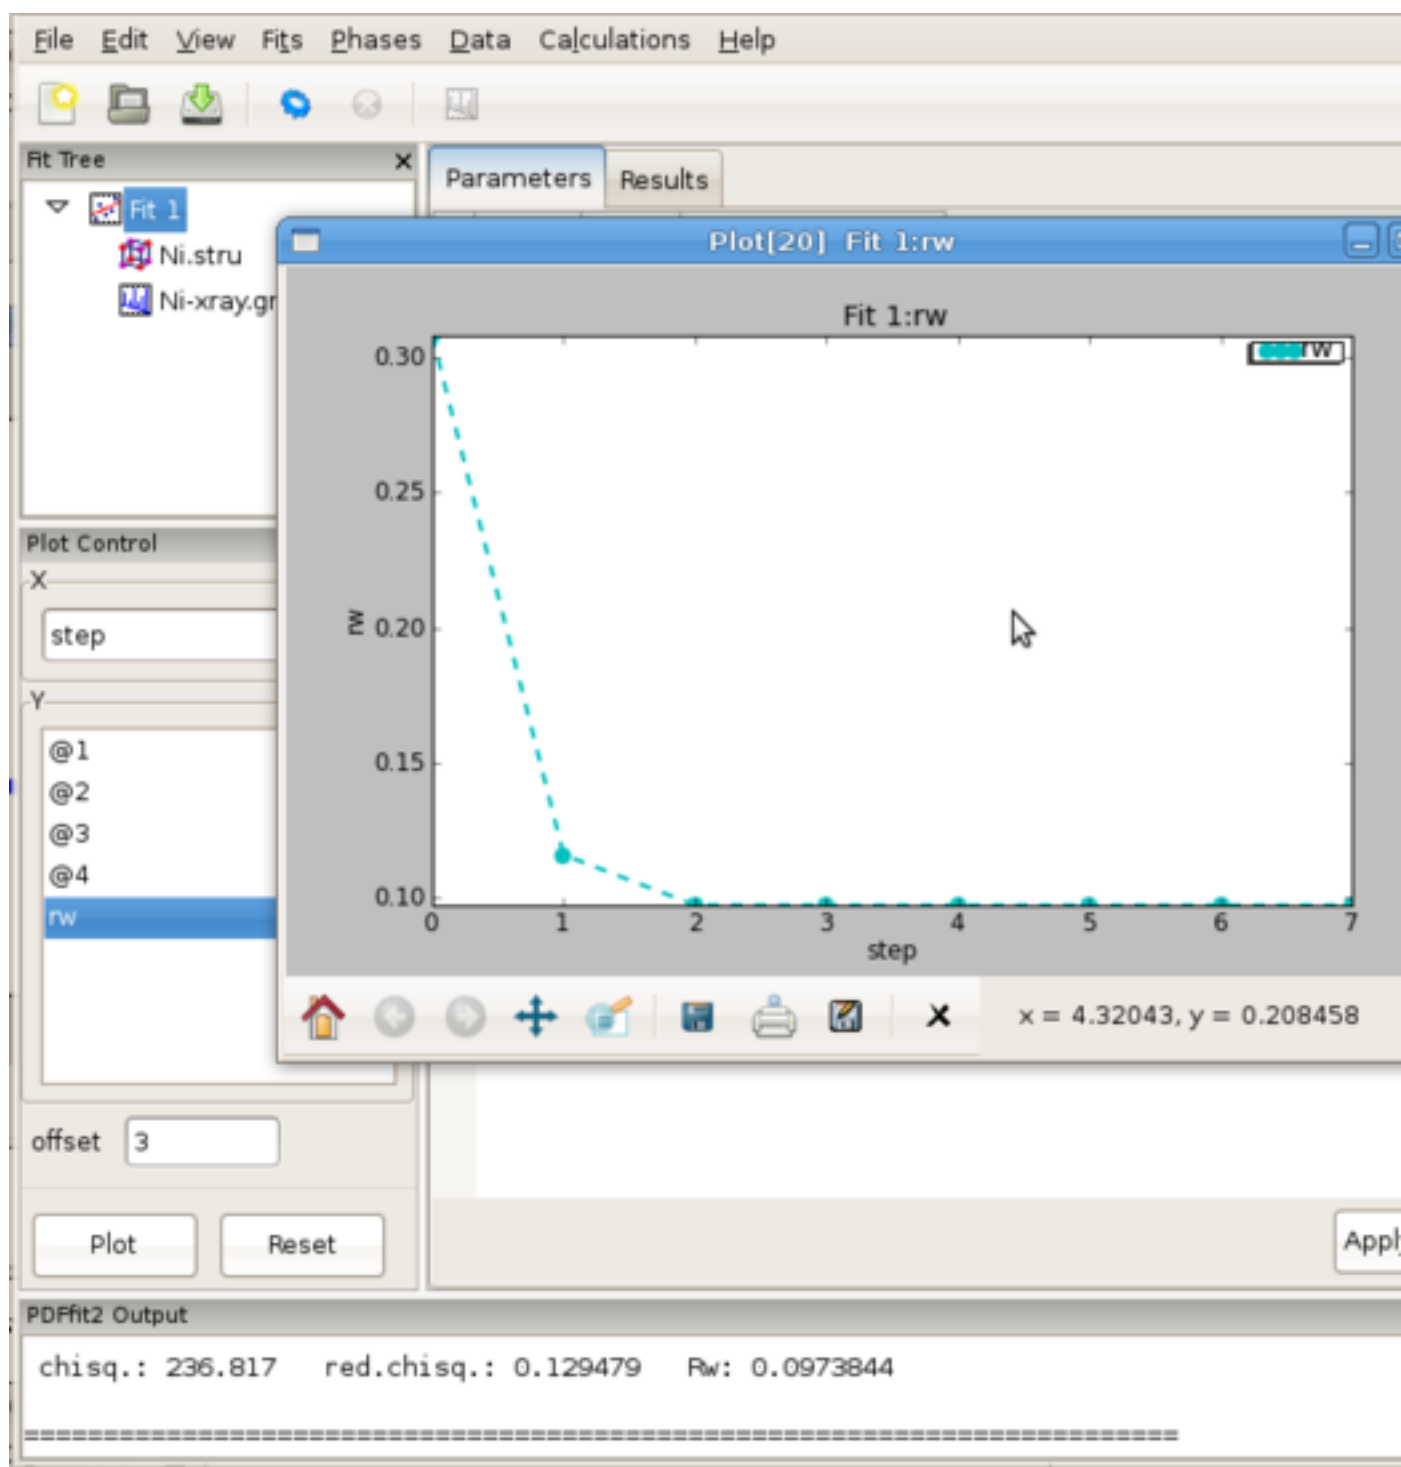 File Edit View Fits Phases Data Calculations Help
Fit Tree
Parameters Results
Fit 1
Ni.stru
Ni-xray.gr
Plot[20] Fit 1:rw
Fit 1:rw
rw
0.30
0.25
0.20
0.15
0.10
rw
0 1 2 3 4 5 6 7
step
x = 4.32043, y = 0.208458
Plot Control
X
step
Y
@1
@2
@3
@4
rw
offset 3
Plot Reset
PDFfit2 Output
chisq.: 236.817 red.chisq.: 0.129479 Rw: 0.0973844
========================================================================